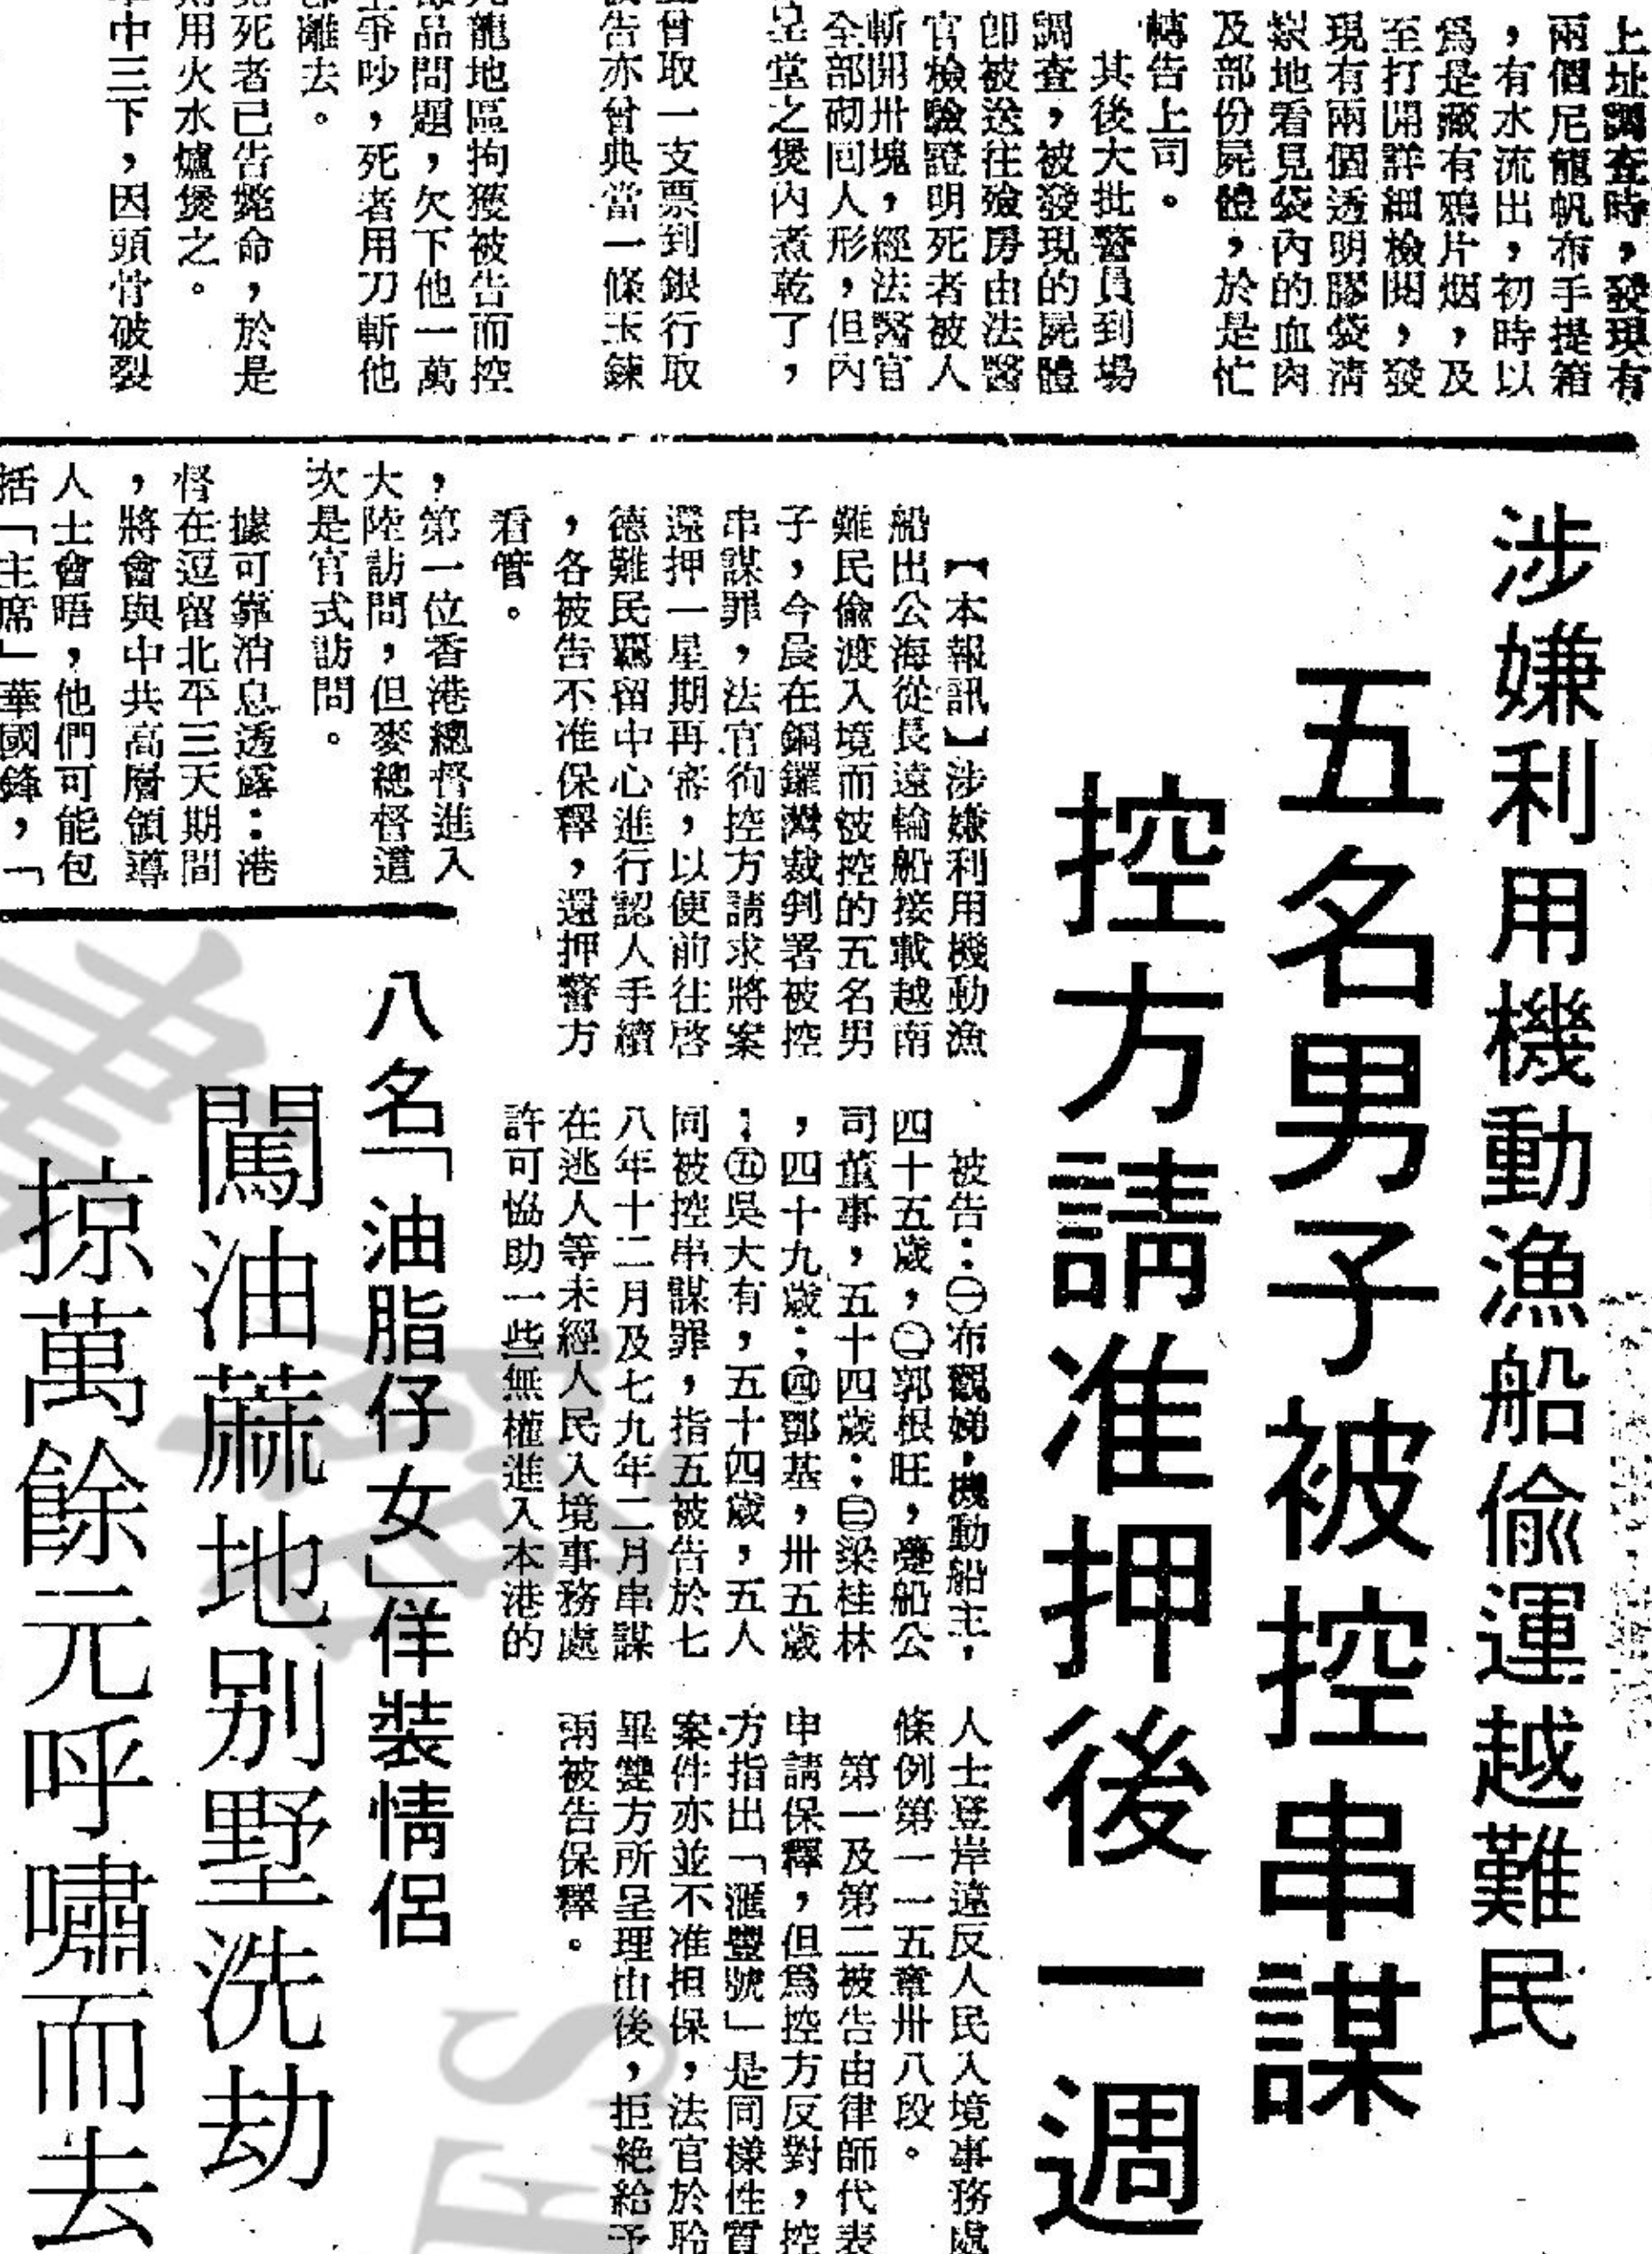 上址調查時，發現有
兩個尼龍帆布手提箱
，有水流出，初時以
爲是藏有鴉片烟，及
至打開詳細檢閱，發
現有兩個透明膠袋淸
楚地看見袋內的血肉
及部份屍體，於是忙
轉告上司。
其後大批警員到場
調查，被發現的屍體
卽被送往殮房由法醫
官檢驗證明死者被人
斬開卅塊，經法醫官
全部砌回人形，但內
之煲內煮乾了，
曾取一支票到銀行取
告亦曾典當一條玉鍊
龍地區拘獲被告而控
品問題，欠下他一萬
爭吵，死者用刀斬他
離去。
死者已告斃命，於是
用火水爐煲之。
中三下，因頭骨破裂
涉嫌利用機動漁船偷運越難民
五名男子被控串謀
控方請准押後一週
【本報訊】涉嫌利用機動漁
船出公海從長遠輪船接載越南
難民偷渡入境而被控的五名男
子，今晨在銅鑼灣裁判署被控
串謀罪，法官徇控方請求將案
還押一星期再審，以便前往啓
德難民羈留中心進行認人手續
，各被告不准保釋，還押警方
看管。
被告：㊀布觀娣，機動船主，
四十五歲，㊁郭根旺，躉船公
司董事，五十四歲；㊂梁桂林
，四十九歲；㊃鄧基，卅五歲
；㊄吳大有，五十四歲，五人
同被控串謀罪，指五被告於七
八年十二月及七九年二月串謀
在逃人等未經人民入境事務處
許可協助一些無權進入本港的
人士登岸違反人民入境事務處
條例第一一五章卅八段。
第一及第二被告由律師代表
申請保釋，但爲控方反對，控
方指出「滙豐號」是同樣性質
案件亦並不准担保，法官於聆
畢雙方所呈理由後，拒絕給予
兩被告保釋。
，第一位香港總督進入
大陸訪問，但麥總督這
次是官式訪問。
據可靠消息透露：港
督在逗留北平三天期間
，將會與中共高層領導
人士會晤，他們可能包
括「主席」華國鋒，「
八名「油脂仔女」佯裝情侶
闖油蔴地別墅洗劫
掠萬餘元呼嘯而去